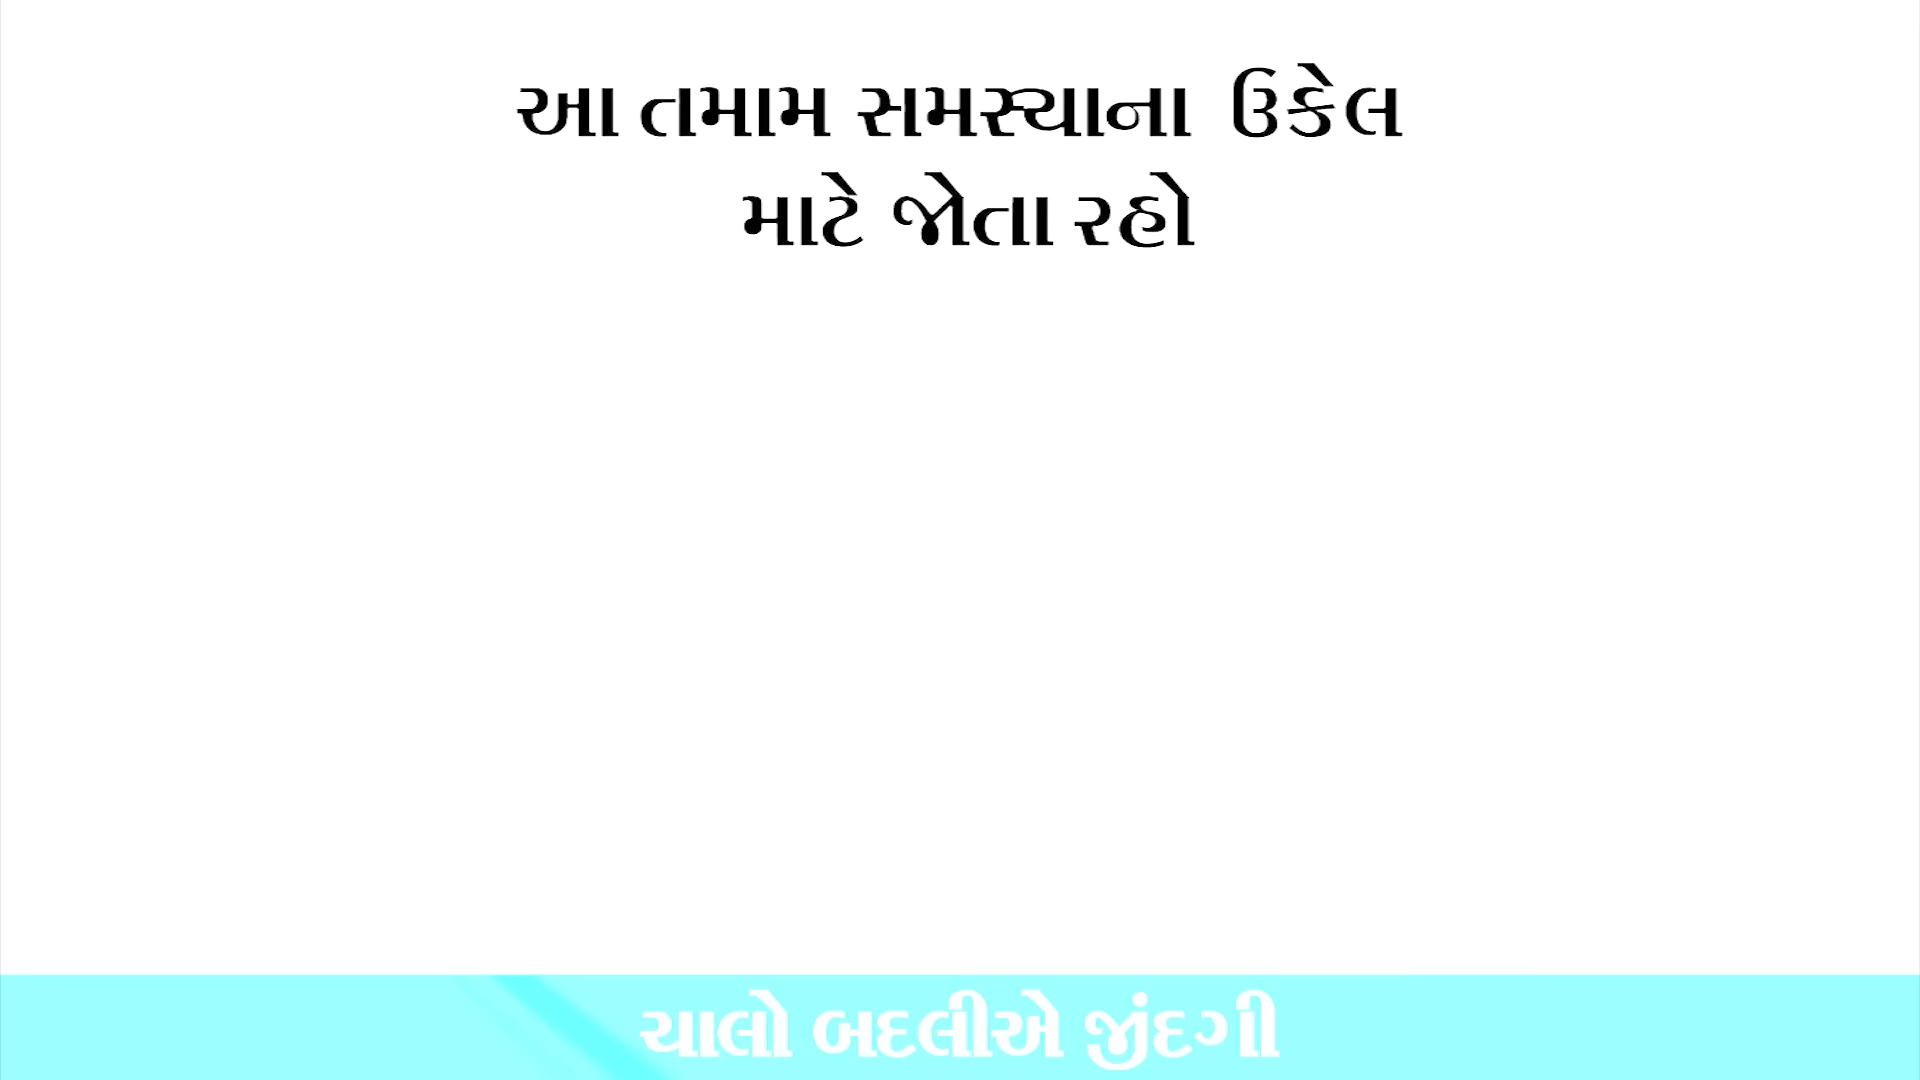 આ તમામ સમસ્યાના ઉકેલ
માટે જોતા રહો
ચાલો બદલીએ જીંદગી